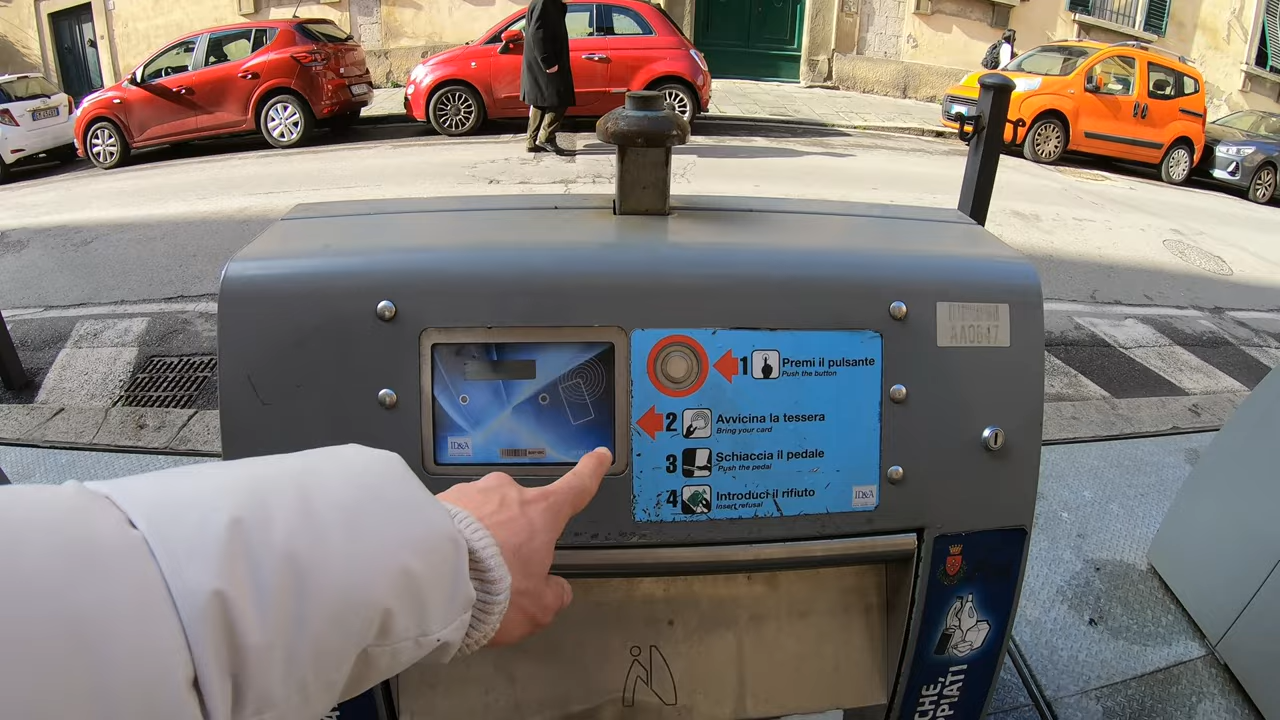 AA0647
1 Premi il pulsante
Push the button
2 Avvicina la tessera
Bring your card
3 Schiaccia il pedale
Push the pedal
4 Introduci il rifiuto
Insert refusal
ID&A
ID&A
CHE,
PPIATI